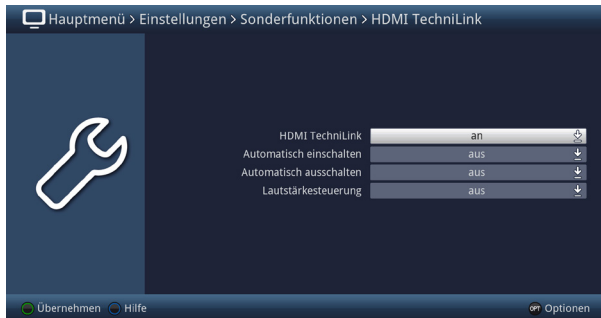 Hauptmenü > Einstellungen > Sonderfunktionen > HDMI TechniLink
HDMI TechniLink an
Automatisch einschalten aus
Automatisch ausschalten aus
Lautstärkesteuerung aus
Übernehmen Hilfe OPT Optionen